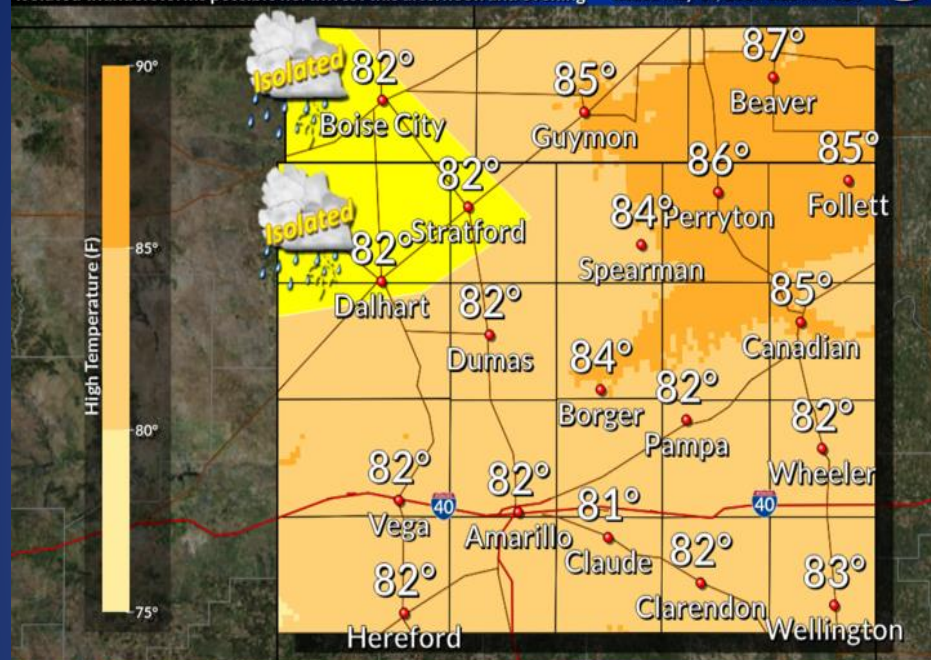 90°
85°
80°
75°
High Temperature (F)
Isolated
82°
Boise City
85°
Guymon
87°
Beaver
Isolated
82°
Stratford
82°
Dalhart
84°
Spearman
86°
Perryton
85°
Follett
82°
Dumas
85°
Canadian
84°
Borger
82°
Pampa
82°
Wheeler
82°
Vega
40
82°
Amarillo
81°
Claude
40
82°
Hereford
82°
Clarendon
83°
Wellington